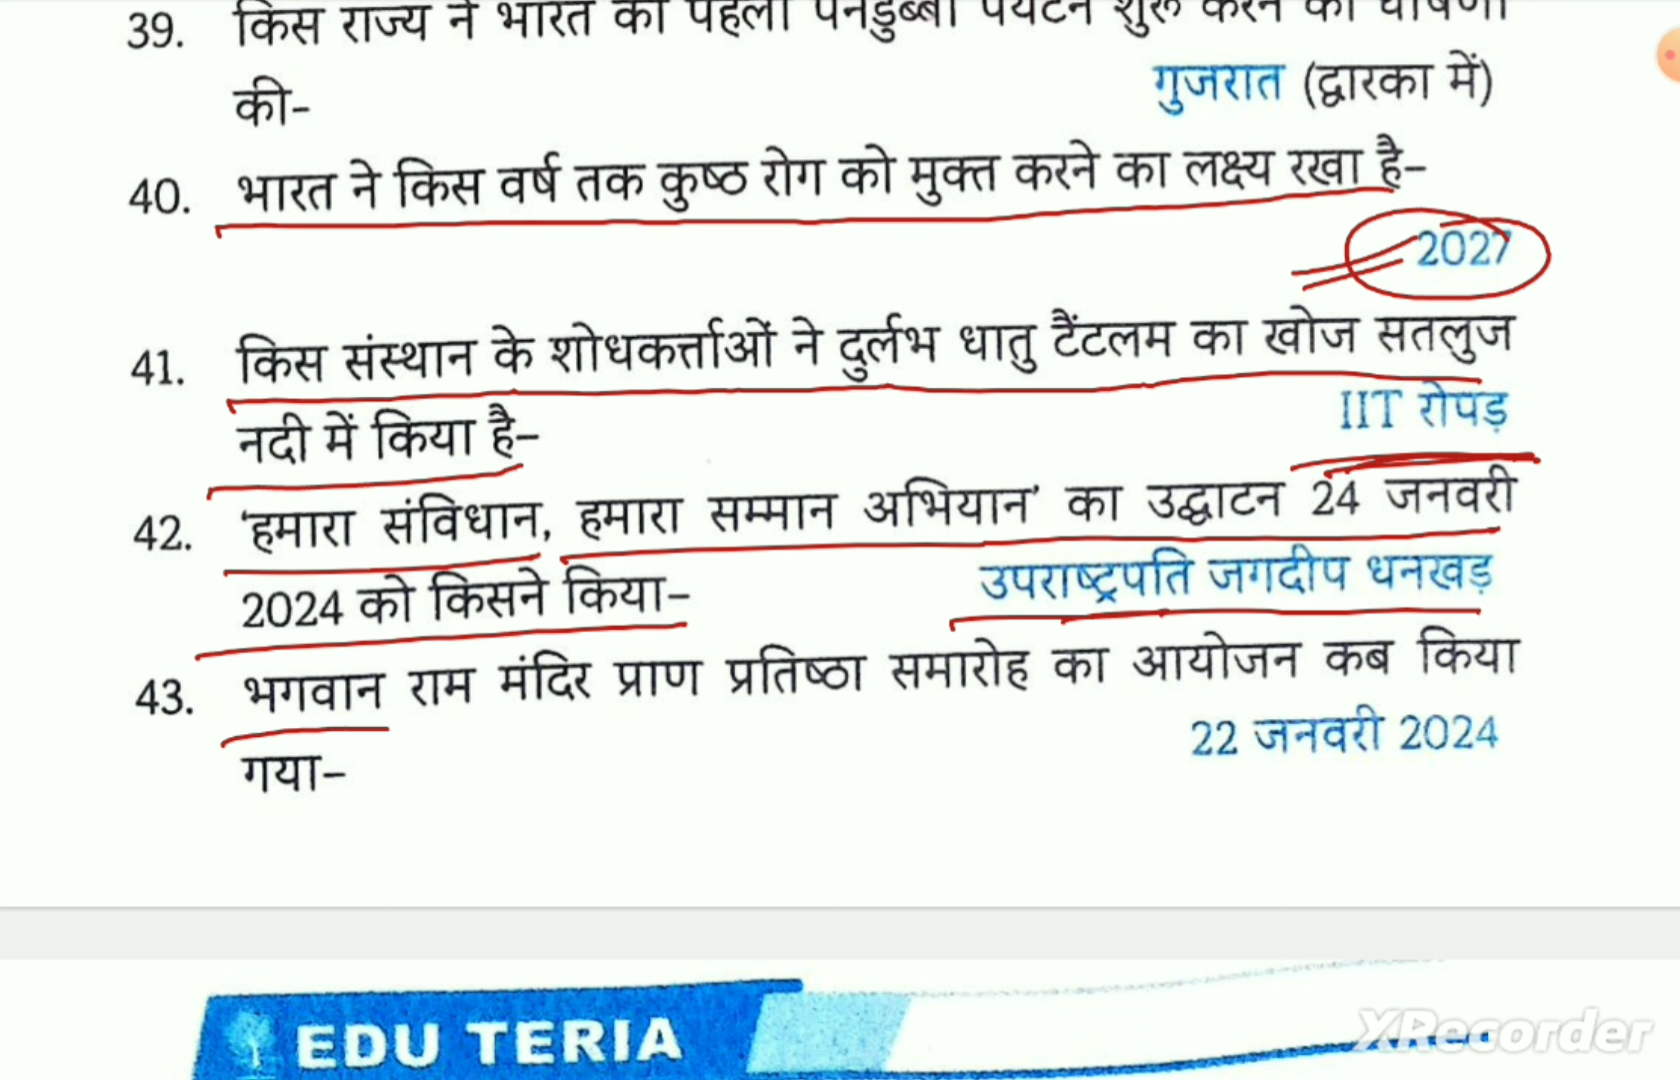 39. किस राज्य ने भारत की पहली पनडुब्बी पर्यटन शुरू करने की घोषणा
की- गुजरात (द्वारका में)
40. भारत ने किस वर्ष तक कुष्ठ रोग को मुक्त करने का लक्ष्य रखा है-
2027
41. किस संस्थान के शोधकर्त्ताओं ने दुर्लभ धातु टैंटलम का खोज सतलुज
नदी में किया है- IIT रोपड़
42. 'हमारा संविधान, हमारा सम्मान अभियान' का उद्घाटन 24 जनवरी
2024 को किसने किया- उपराष्ट्रपति जगदीप धनखड़
43. भगवान राम मंदिर प्राण प्रतिष्ठा समारोह का आयोजन कब किया
गया- 22 जनवरी 2024
EDU TERIA
XRecorder